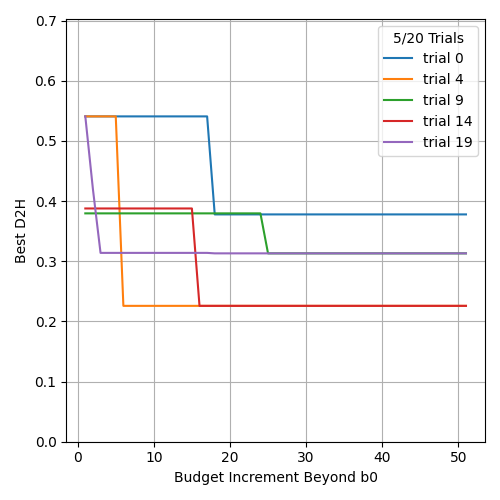 5/20 Trials
trial 0
trial 4
trial 9
trial 14
trial 19
Best D2H
0.7
0.6
0.5
0.4
0.3
0.2
0.1
0.0
0 10 20 30 40 50
Budget Increment Beyond b0